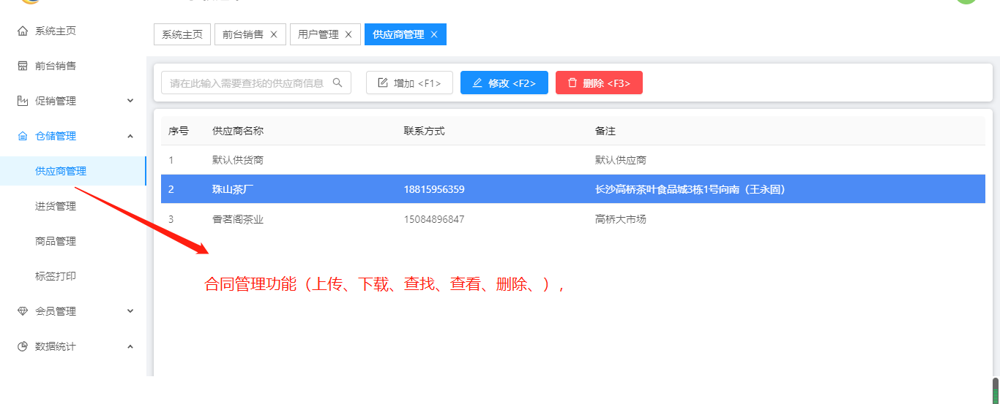 系统主页
系统主页 前台销售 用户管理 供应商管理
前台销售
请在此输入需要查找的供应商信息 增加 <F1> 修改 <F2> 删除 <F3>
促销管理
仓储管理
序号 供应商名称 联系方式 备注
1 默认供货商 默认供应商
供应商管理
2 珠山茶厂 18815956359 长沙高桥茶叶食品城3栋1号向南（王永固）
进货管理
3 香茗阁茶业 15084896847 高桥大市场
商品管理
标签打印
合同管理功能（上传、下载、查找、查看、删除、），
会员管理
数据统计